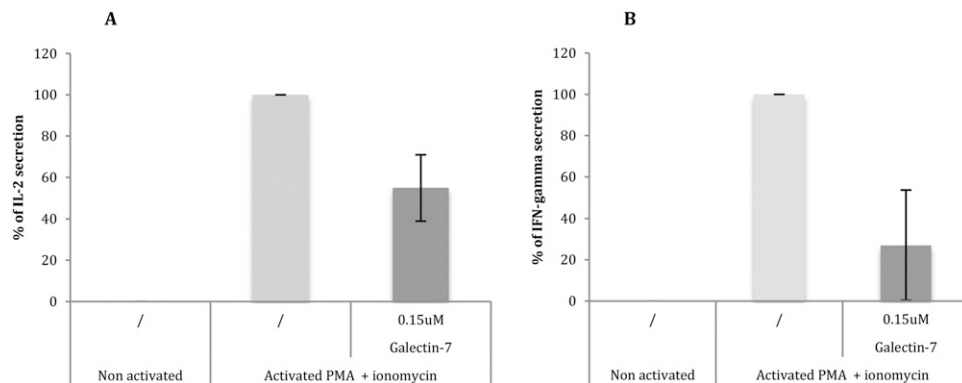 A
% of IL-2 secretion
120
100
80
60
40
20
0
/
/
0.15uM
Galectin-7
Non activated
Activated PMA + ionomycin
B
% of IFN-gamma secretion
120
100
80
60
40
20
0
/
/
0.15uM
Galectin-7
Non activated
Activated PMA + ionomycin